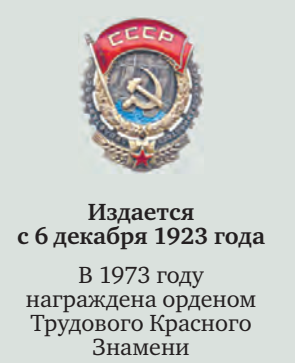 СССР
Издается
с 6 декабря 1923 года
В 1973 году
награждена орденом
Трудового Красного
Знамени